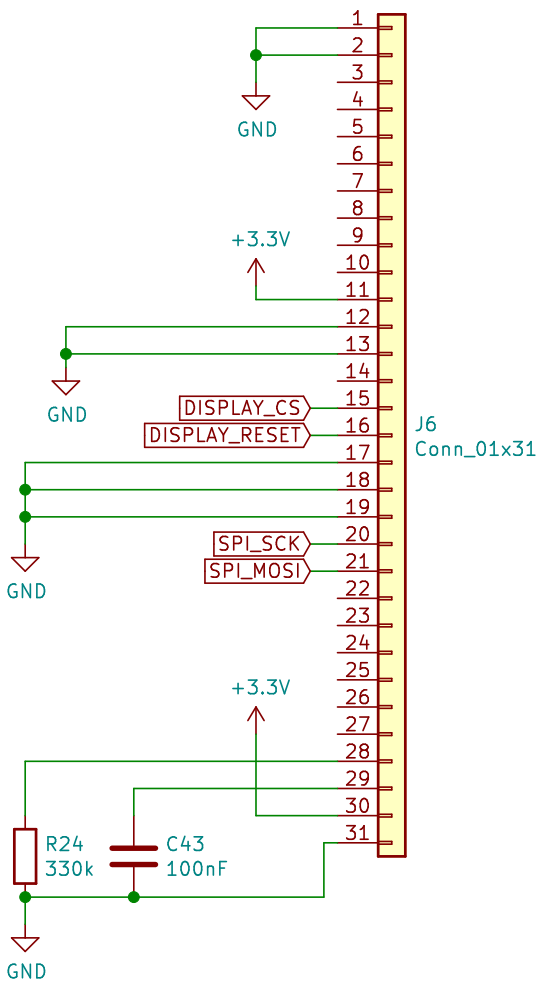 1
2
3
4
GND
5
6
7
8
+3.3V
9
10
11
12
13
14
GND
DISPLAY_CS
15
J6
DISPLAY_RESET
16
Conn_01x31
17
18
19
SPI_SCK
20
SPI_MOSI
21
GND
22
23
24
25
+3.3V
26
27
28
29
30
31
R24
330k
C43
100nF
GND